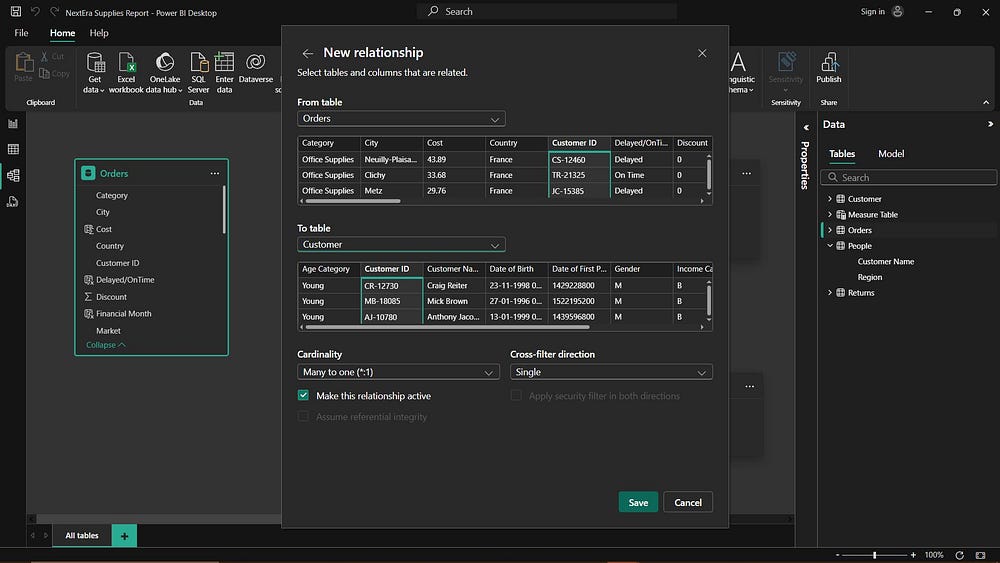 NextEra Supplies Report - Power BI Desktop
Search
Sign in
File Home Help
Paste
Cut
Copy
Clipboard
Get data
Excel workbook
OneLake data hub
SQL Server
Enter data
Dataverse
Data
Sensitivity
Sensitivity
Publish
Share
New relationship
Select tables and columns that are related.
From table
Orders
Category City Cost Country Customer ID Delayed/OnTi... Discount
Office Supplies Neuilly-Plaisa... 43.89 France CS-12460 Delayed 0
Office Supplies Clichy 33.68 France TR-21325 On Time 0
Office Supplies Metz 29.76 France JC-15385 Delayed 0
To table
Customer
Age Category Customer ID Customer Na... Date of Birth Date of First P... Gender Income Ca
Young CR-12730 Craig Reiter 23-11-1998 0... 1429228800 M B
Young MB-18085 Mick Brown 27-01-1996 0... 1522195200 M B
Young AJ-10780 Anthony Jaco... 13-01-1999 0... 1439596800 M B
Cardinality
Many to one (*:1)
Cross-filter direction
Single
Make this relationship active
Apply security filter in both directions
Assume referential integrity
Save
Cancel
Orders
Category
City
Cost
Country
Customer ID
Delayed/OnTime
Discount
Financial Month
Market
Collapse
Properties
Data
Tables Model
Search
Customer
Measure Table
Orders
People
Customer Name
Region
Returns
All tables
100%